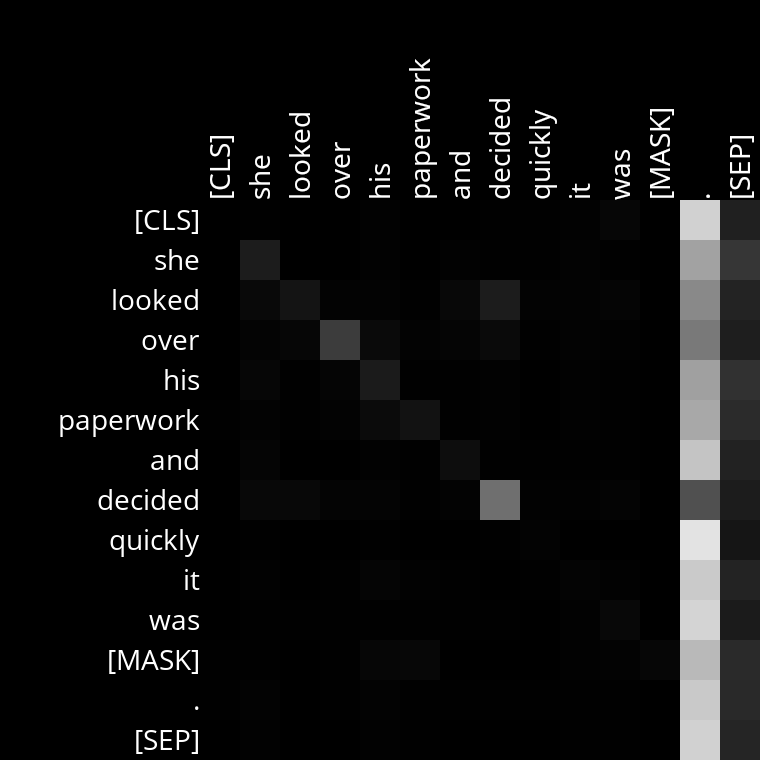 [CLS] she looked over his paperwork and decided quickly it was [MASK] . [SEP]
[CLS]
she
looked
over
his
paperwork
and
decided
quickly
it
was
[MASK]
.
[SEP]